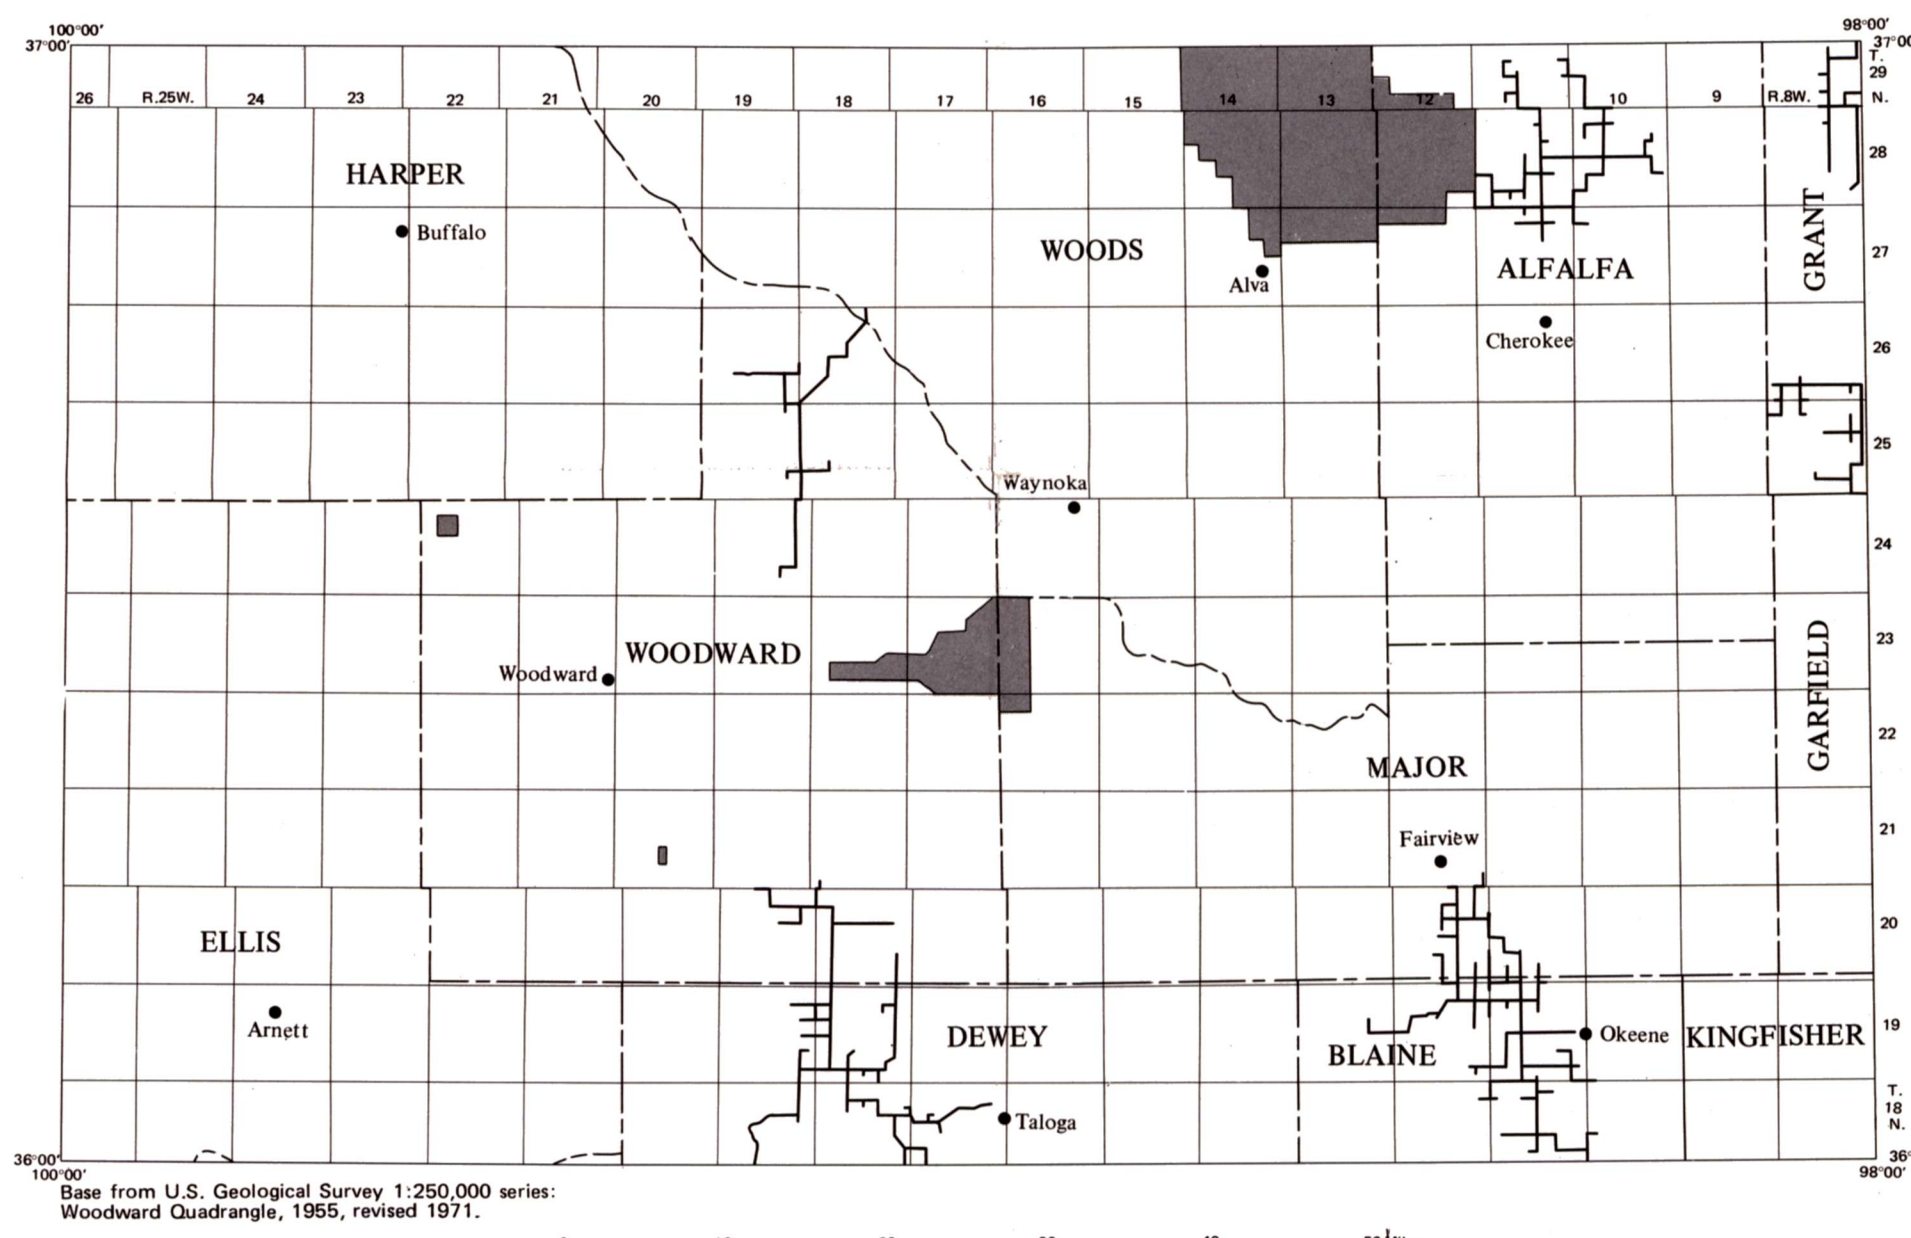 100°00' 98°00'
37°00' 37°00
T.
29
N.
26 R.25W. 24 23 22 21 20 19 18 17 16 15 14 13 12 10 9 R.8W.
28
HARPER
GRANT
Buffalo
WOODS
27
ALFALFA
Alva
Cherokee
26
25
Waynoka
24
23
WOODWARD
Woodward
GARFIELD
22
MAJOR
21
Fairview
20
ELLIS
Arnett
DEWEY
19
Okeene
KINGFISHER
BLAINE
T.
18
N.
Taloga
36°00' 36°
100°00' 98°00'
Base from U.S. Geological Survey 1:250,000 series:
Woodward Quadrangle, 1955, revised 1971.